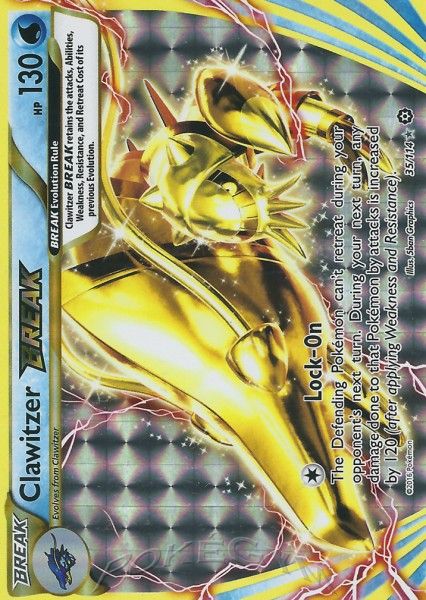 BREAK
Evolves from Clawitzer
Clawitzer BREAK
HP 130
BREAK Evolution Rule
Clawitzer BREAK retains the attacks, Abilities,
Weakness, Resistance, and Retreat Cost of its
previous Evolution.
Lock-On
The Defending Pokémon can't retreat during your
opponent's next turn. During your next turn, any
damage done to that Pokémon by attacks is increased
by 120 (after applying Weakness and Resistance).
©2016 Pokémon
Illus. 5ban Graphics
35/114